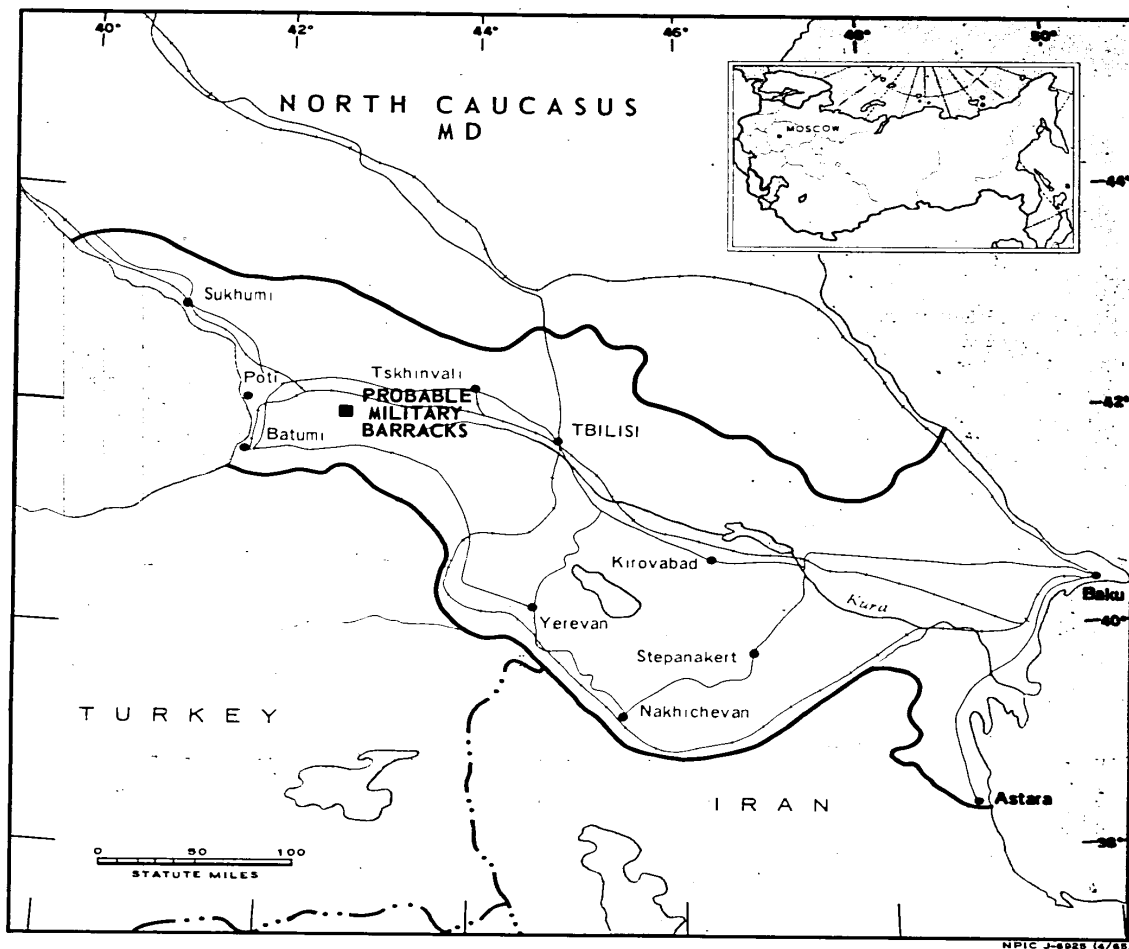 40°
42°
44°
46°
48°
50°
NORTH CAUCASUS
MD
MOSCOW
44°
Sukhumi
Poti
Tskhinvali
42°
PROBABLE
MILITARY
BARRACKS
Batumi
TBILISI
Kirovabad
Kura
Baku
40°
Yerevan
Stepanakert
Nakhichevan
TURKEY
IRAN
Astara
38°
0 50 100
STATUTE MILES
NPIC J-6925 (4/65